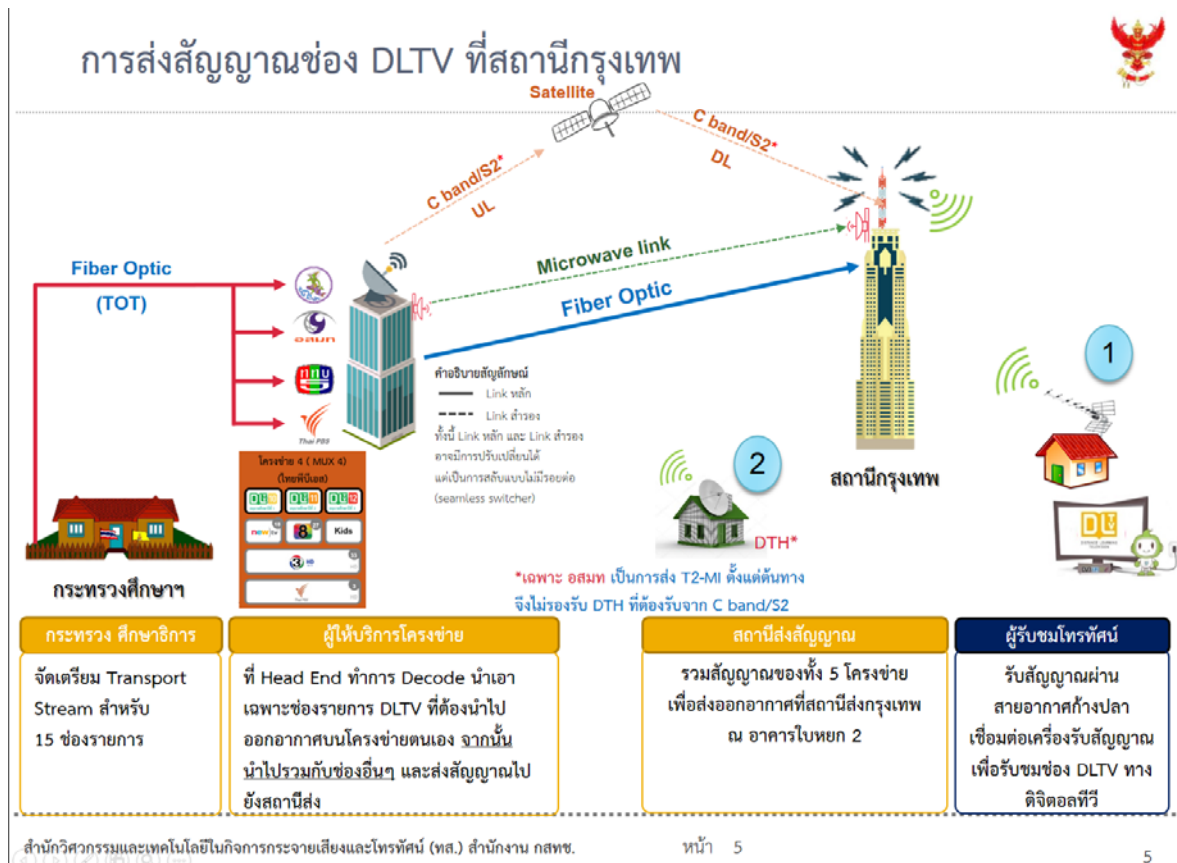 การส่งสัญญาณช่อง DLTV ที่สถานีกรุงเทพ
Satellite
C band/S2*
UL
C band/S2*
DL
Microwave link
Fiber Optic
Fiber Optic
(TOT)
อสมท
ททบ
Thai PBS
คำอธิบายสัญลักษณ์
Link หลัก
Link สำรอง
ทั้งนี้ Link หลัก และ Link สำรอง
อาจมีการปรับเปลี่ยนได้
แต่เป็นการสลับแบบไม่มีรอยต่อ
(seamless switcher)
โครงข่าย 4 ( MUX 4)
(ไทยพีบีเอส)
new
8
Kids
3 HD
กระทรวงศึกษาฯ
1
2
DTH*
สถานีกรุงเทพ
DLTV
*เฉพาะ อสมท เป็นการส่ง T2-MI ตั้งแต่ต้นทาง
จึงไม่รองรับ DTH ที่ต้องรับจาก C band/S2
กระทรวง ศึกษาธิการ
จัดเตรียม Transport
Stream สำหรับ
15 ช่องรายการ
ผู้ให้บริการโครงข่าย
ที่ Head End ทำการ Decode นำเอา
เฉพาะช่องรายการ DLTV ที่ต้องนำไป
ออกอากาศบนโครงข่ายตนเอง จากนั้น
นำไปรวมกับช่องอื่นๆ และส่งสัญญาณไป
ยังสถานีส่ง
สถานีส่งสัญญาณ
รวมสัญญาณของทั้ง 5 โครงข่าย
เพื่อส่งออกอากาศที่สถานีส่งกรุงเทพ
ณ อาคารใบหยก 2
ผู้รับชมโทรทัศน์
รับสัญญาณผ่าน
สายอากาศก้างปลา
เชื่อมต่อเครื่องรับสัญญาณ
เพื่อรับชมช่อง DLTV ทาง
ดิจิตอลทีวี
สำนักวิศวกรรมและเทคโนโลยีในกิจการกระจายเสียงและโทรทัศน์ (ทส.) สำนักงาน กสทช.
หน้า 5
5